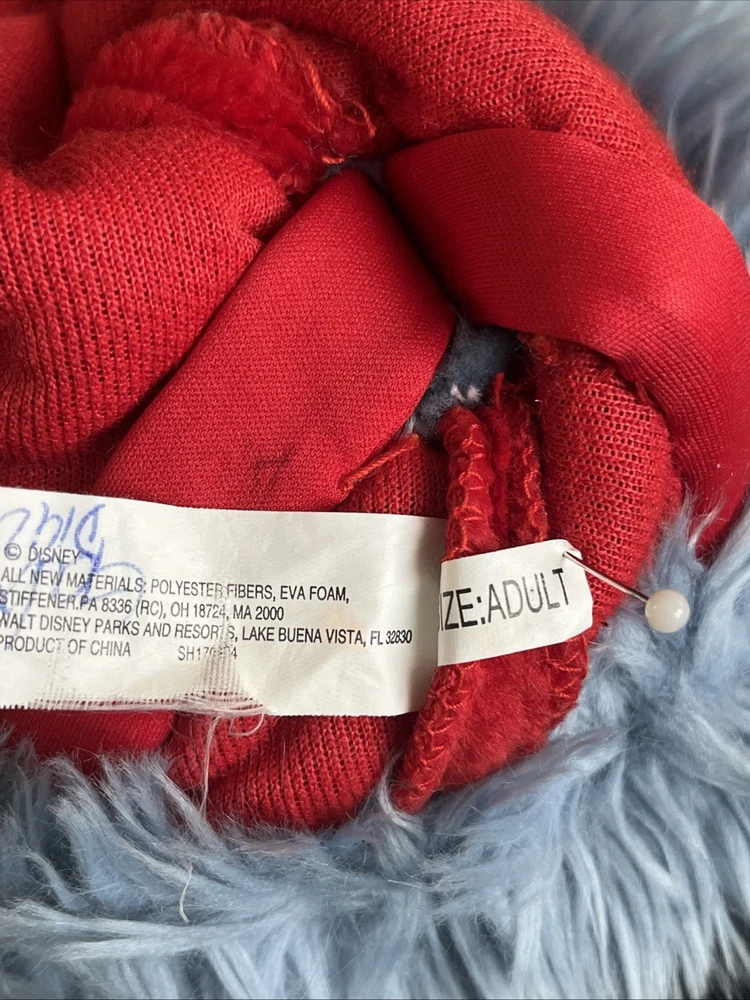 © DISNEY
ALL NEW MATERIALS: POLYESTER FIBERS, EVA FOAM,
STIFFENER.PA 8336 (RC), OH 18724, MA 2000
WALT DISNEY PARKS AND RESORTS, LAKE BUENA VISTA, FL 32830
PRODUCT OF CHINA
IZE:ADULT